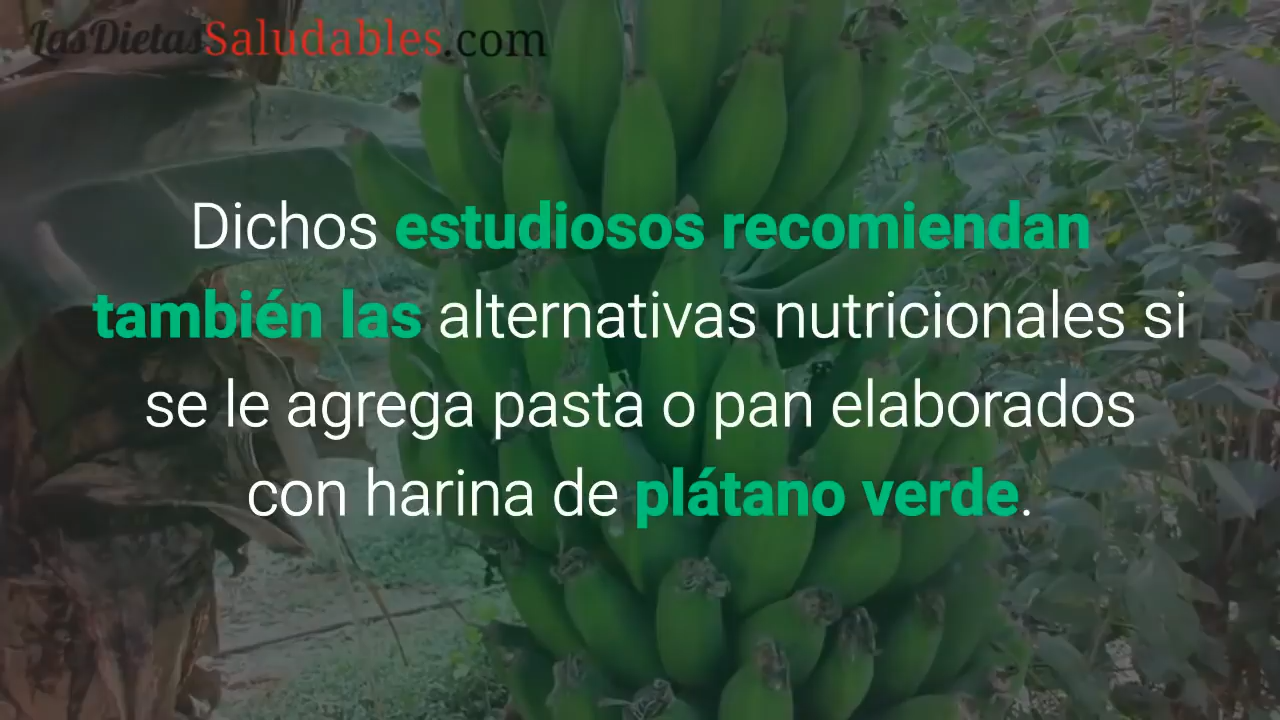 LasDietasSaludables.com
Dichos estudiosos recomiendan
también las alternativas nutricionales si
se le agrega pasta o pan elaborados
con harina de plátano verde.